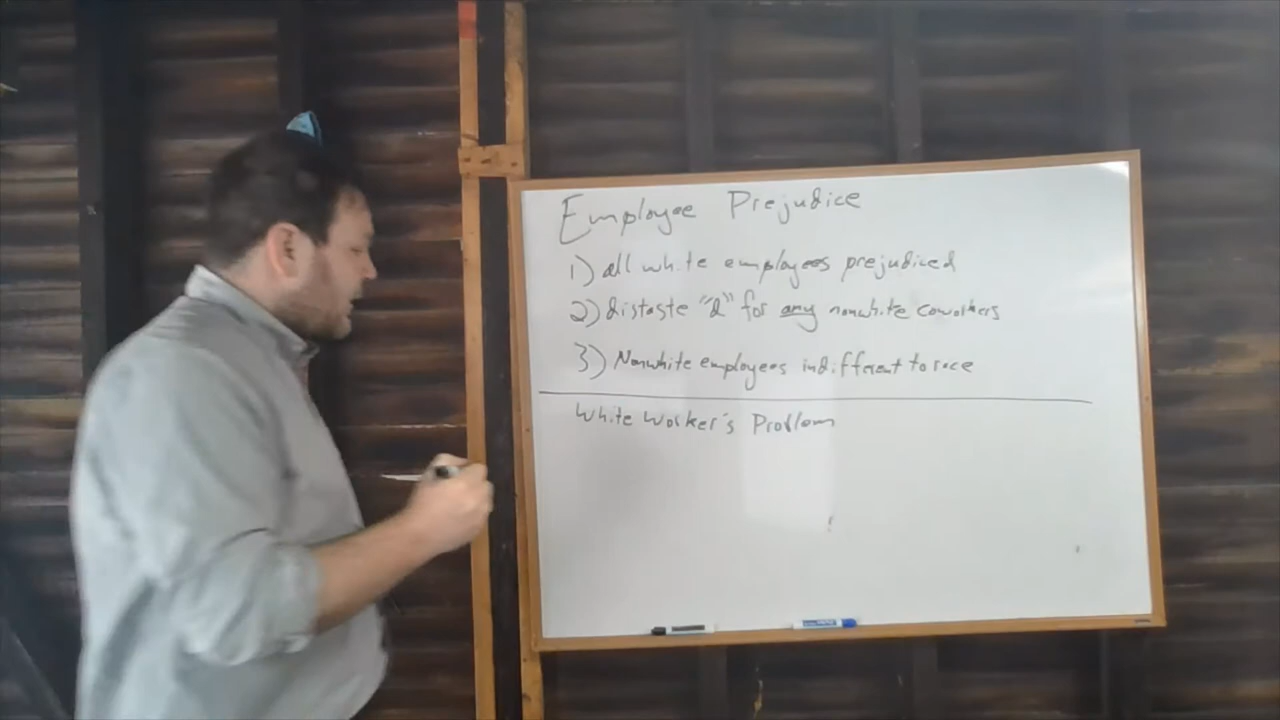 Employee Prejudice
1) all white employees prejudiced
2) distaste "d" for any nonwhite coworkers
3) Nonwhite employees indifferent to race
White Worker's Problem